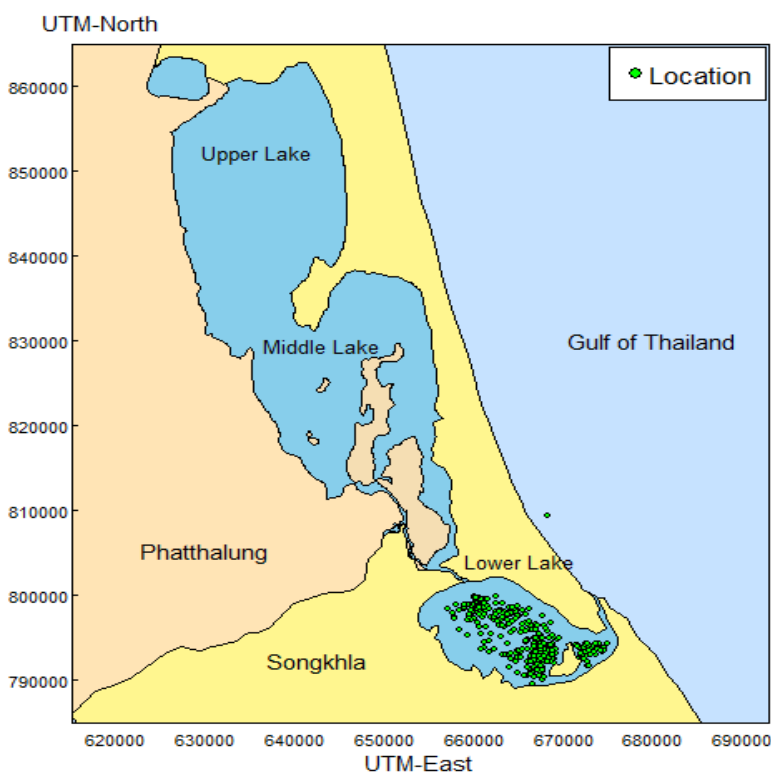 UTM-North
Location
860000
850000
840000
830000
820000
810000
800000
790000
Upper Lake
Middle Lake
Gulf of Thailand
Phatthalung
Lower Lake
Songkhla
620000 630000 640000 650000 660000 670000 680000 690000
UTM-East